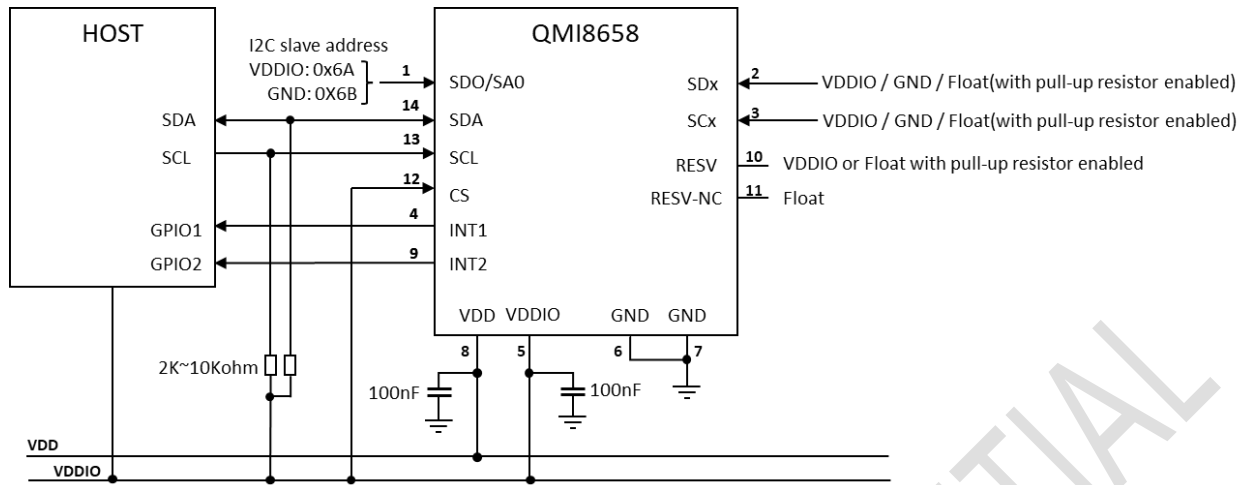 HOST
QMI8658
I2C slave address
VDDIO: 0x6A
GND: 0X6B
1
SDO/SA0
14
SDA
SDA
13
SCL
SCL
12
CS
4
GPIO1
INT1
9
GPIO2
INT2
SDx
2
VDDIO / GND / Float(with pull-up resistor enabled)
SCx
3
VDDIO / GND / Float(with pull-up resistor enabled)
RESV
10
VDDIO or Float with pull-up resistor enabled
RESV-NC
11
Float
VDD VDDIO GND GND
8 5 6 7
2K~10Kohm
100nF
100nF
VDD
VDDIO
TIAL